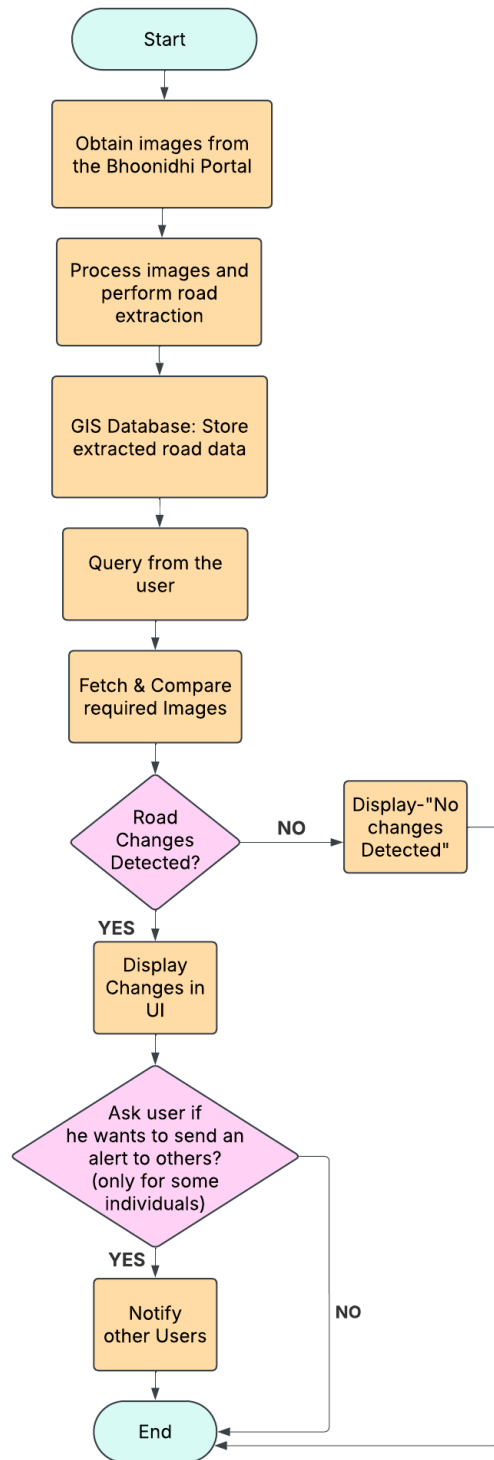 Start
Obtain images from
the Bhoonidhi Portal
Process images and
perform road
extraction
GIS Database: Store
extracted road data
Query from the
user
Fetch & Compare
required Images
Road
Changes
Detected?
NO
Display-"No
changes
Detected"
YES
Display
Changes in
UI
Ask user if
he wants to send an
alert to others?
(only for some
individuals)
YES
Notify
other Users
NO
End